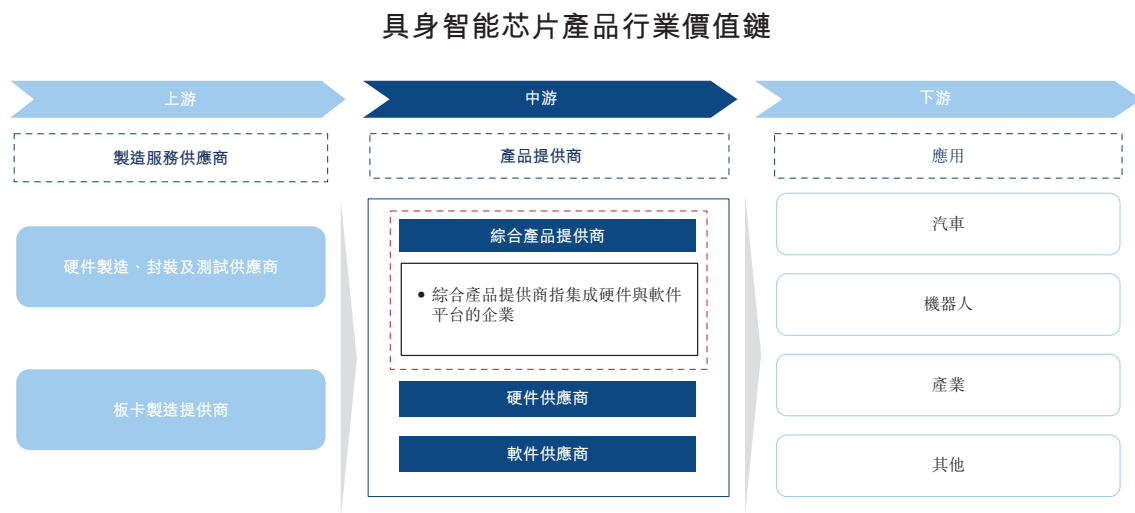 具身智能芯片產品行業價值鏈
上游
中游
下游
製造服務供應商
產品提供商
應用
硬件製造、封裝及測試供應商
板卡製造提供商
綜合產品提供商
• 綜合產品提供商指集成硬件與軟件
平台的企業
硬件供應商
軟件供應商
汽車
機器人
產業
其他